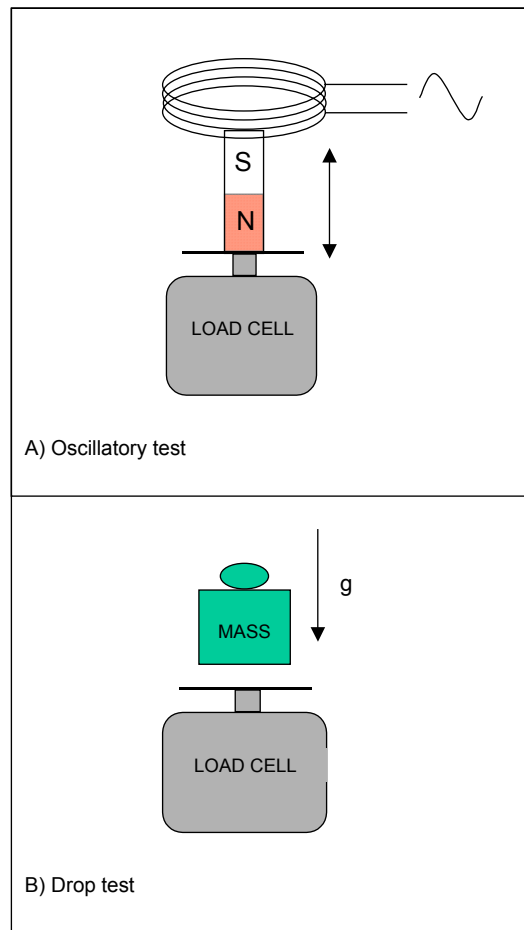 S
N
LOAD CELL
A) Oscillatory test
g
MASS
LOAD CELL
B) Drop test